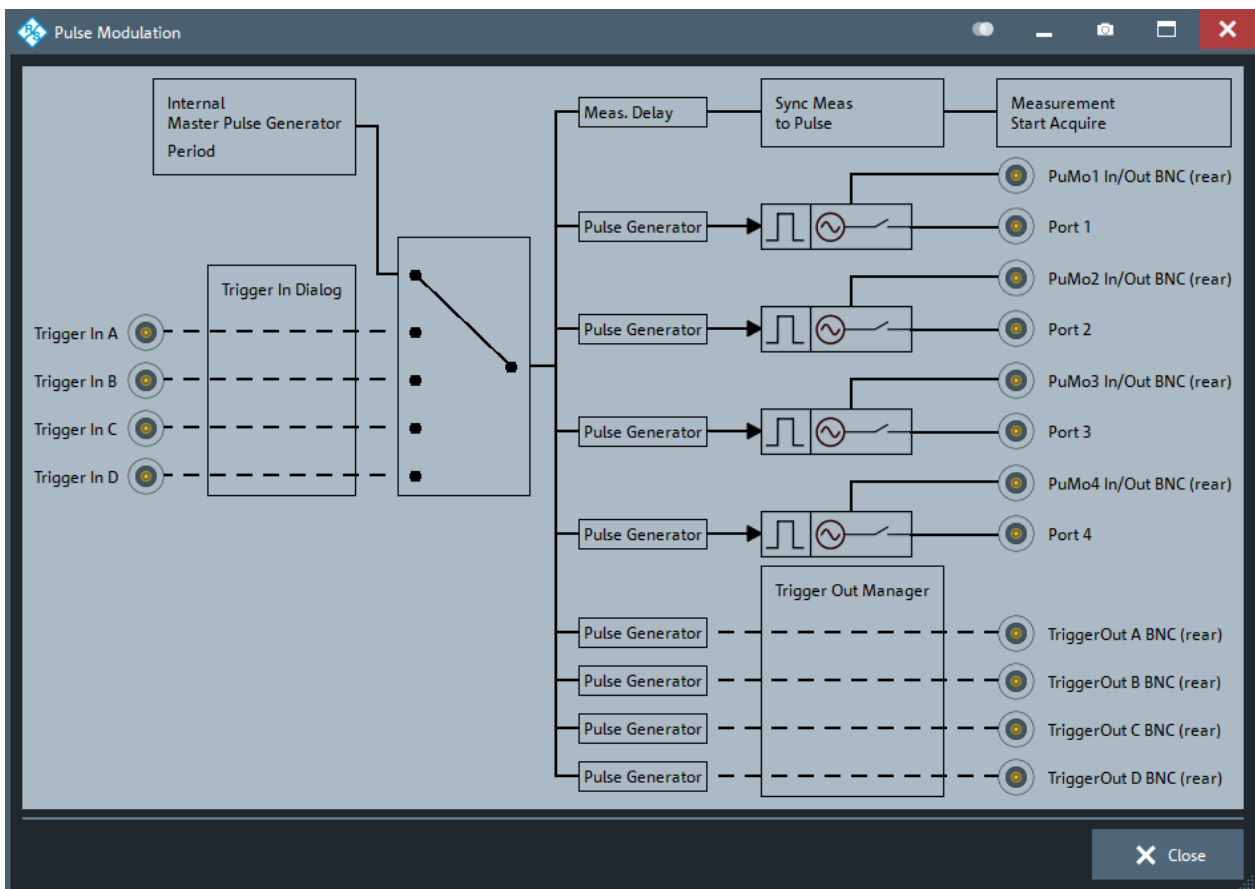 Pulse Modulation
Internal
Master Pulse Generator
Period
Meas. Delay
Sync Meas
to Pulse
Measurement
Start Acquire
PuMo1 In/Out BNC (rear)
Pulse Generator
Port 1
Trigger In Dialog
PuMo2 In/Out BNC (rear)
Trigger In A
Pulse Generator
Port 2
Trigger In B
PuMo3 In/Out BNC (rear)
Trigger In C
Pulse Generator
Port 3
Trigger In D
PuMo4 In/Out BNC (rear)
Pulse Generator
Port 4
Trigger Out Manager
Pulse Generator
TriggerOut A BNC (rear)
Pulse Generator
TriggerOut B BNC (rear)
Pulse Generator
TriggerOut C BNC (rear)
Pulse Generator
TriggerOut D BNC (rear)
Close